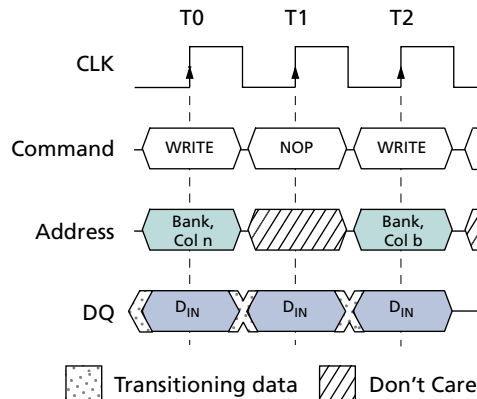 T0 T1 T2
CLK
Command WRITE NOP WRITE
Address Bank, Col n Bank, Col b
DQ DIN DIN DIN
Transitioning data Don't Care